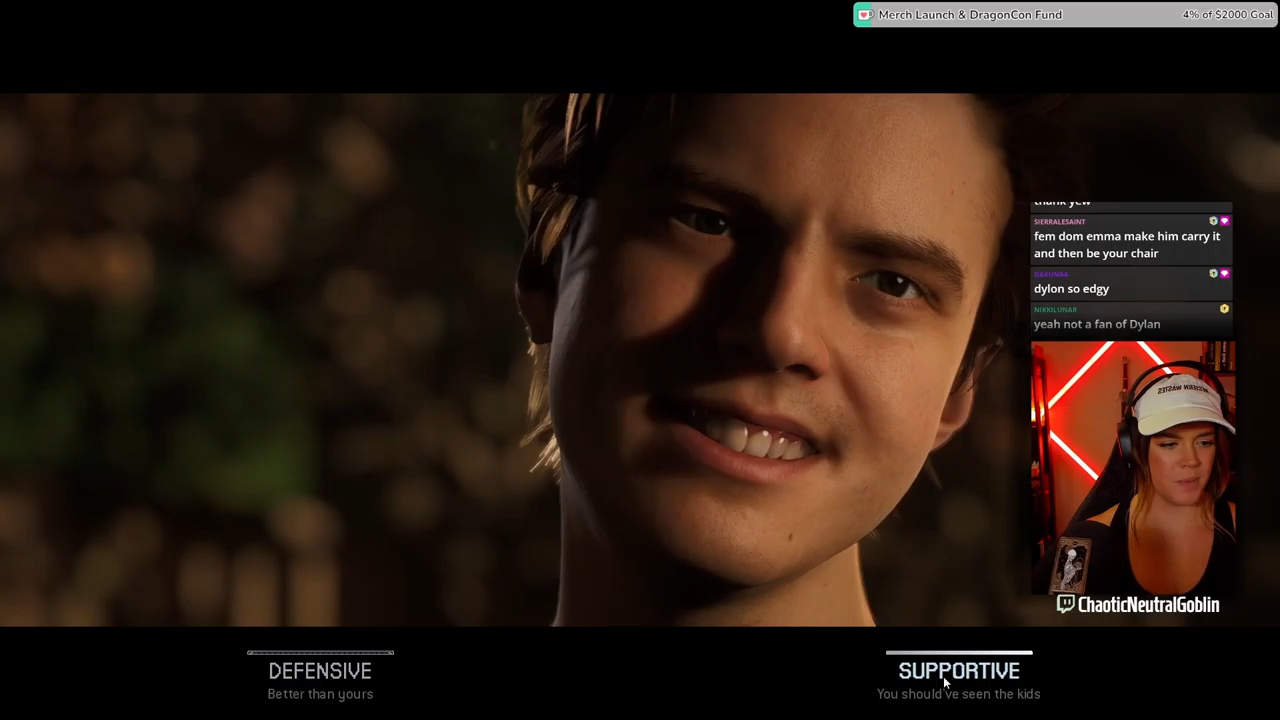 Merch Launch & DragonCon Fund
4% of $2000 Goal
thank yew
SIERRALESAINT
fem dom emma make him carry it
and then be your chair
dylon so edgy
NIKKILUNAR
yeah not a fan of Dylan
ChaoticNeutralGoblin
DEFENSIVE
Better than yours
SUPPORTIVE
You should've seen the kids